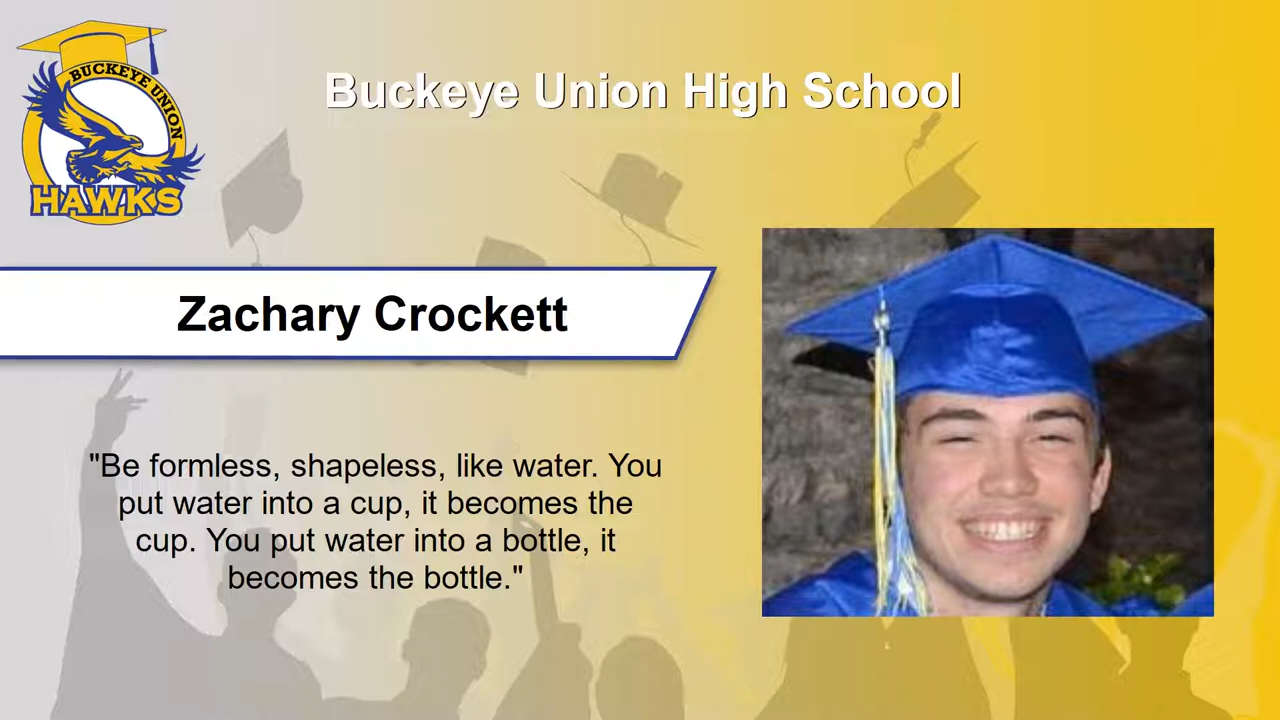 BUCKEYE UNION
HAWKS
Buckeye Union High School
Zachary Crockett
"Be formless, shapeless, like water. You
put water into a cup, it becomes the
cup. You put water into a bottle, it
becomes the bottle."